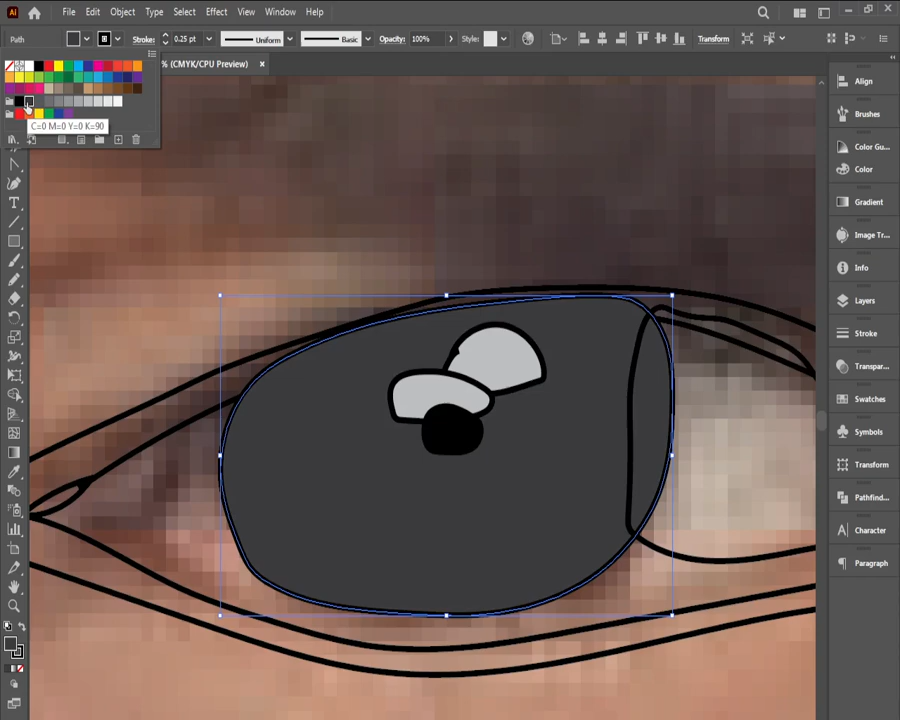 Ai File Edit Object Type Select Effect View Window Help
Path Stroke: 0.25 pt Uniform Basic Opacity: 100% Style: Transform
% (CMYK/CPU Preview) ×
C=0 M=0 Y=0 K=90
Align
Brushes
Color Gu...
Color
Gradient
Image Tr...
Info
Layers
Stroke
Transpar...
Swatches
Symbols
Transform
Pathfind...
Character
Paragraph